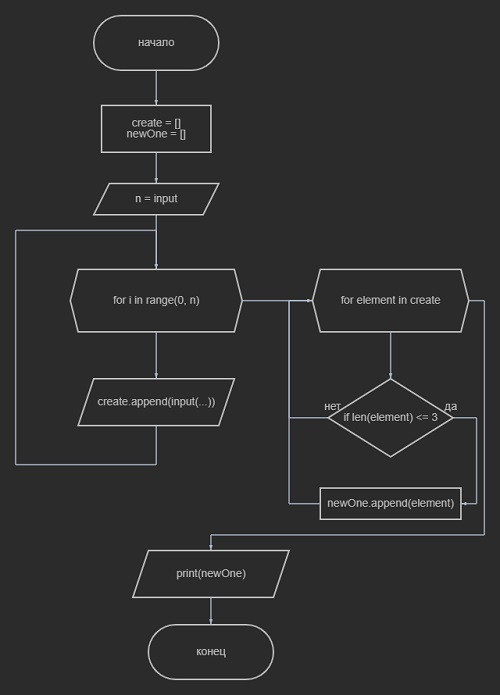 начало
create = []
newOne = []
n = input
for i in range(0, n)
for element in create
create.append(input(...))
нет
да
if len(element) <= 3
newOne.append(element)
print(newOne)
конец